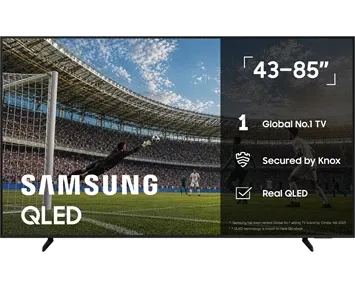 SAMSUNG
QLED
43–85"
1 Global No.1 TV
Secured by Knox
Real QLED